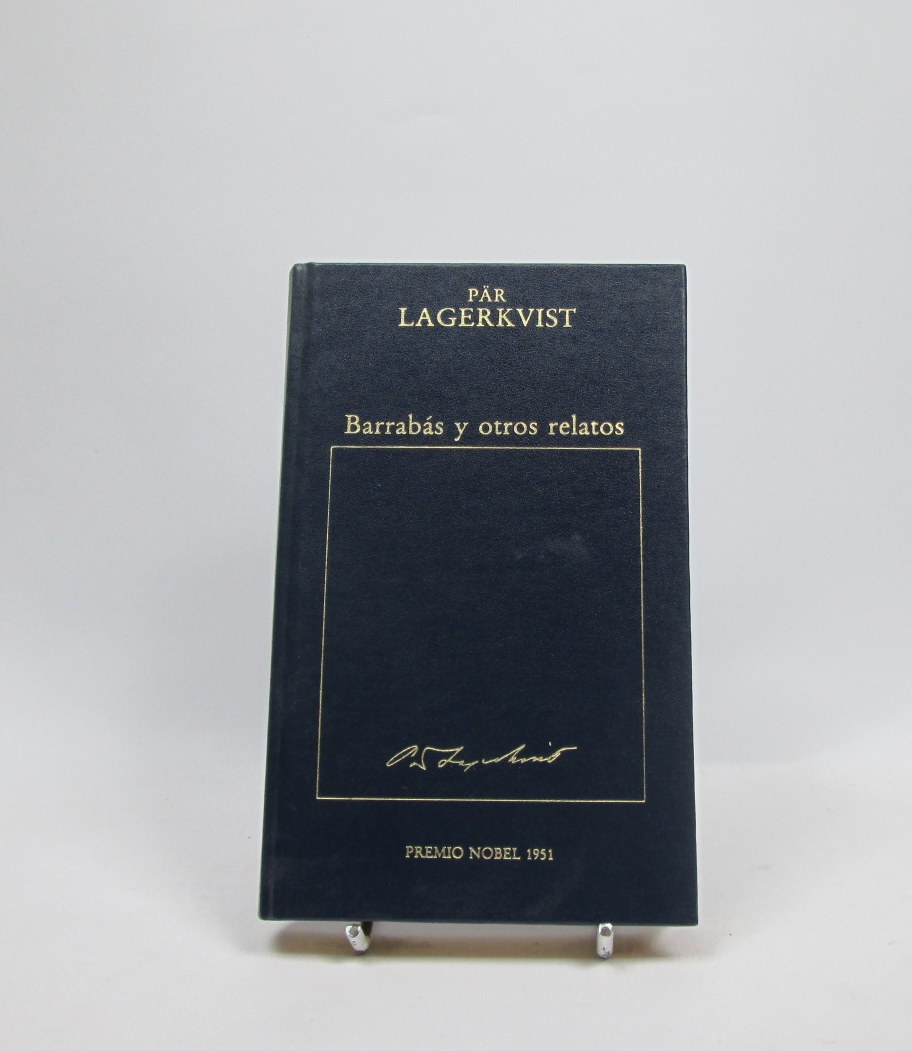 PÄR
LAGERKVIST
Barrabás y otros relatos
PREMIO NOBEL 1951